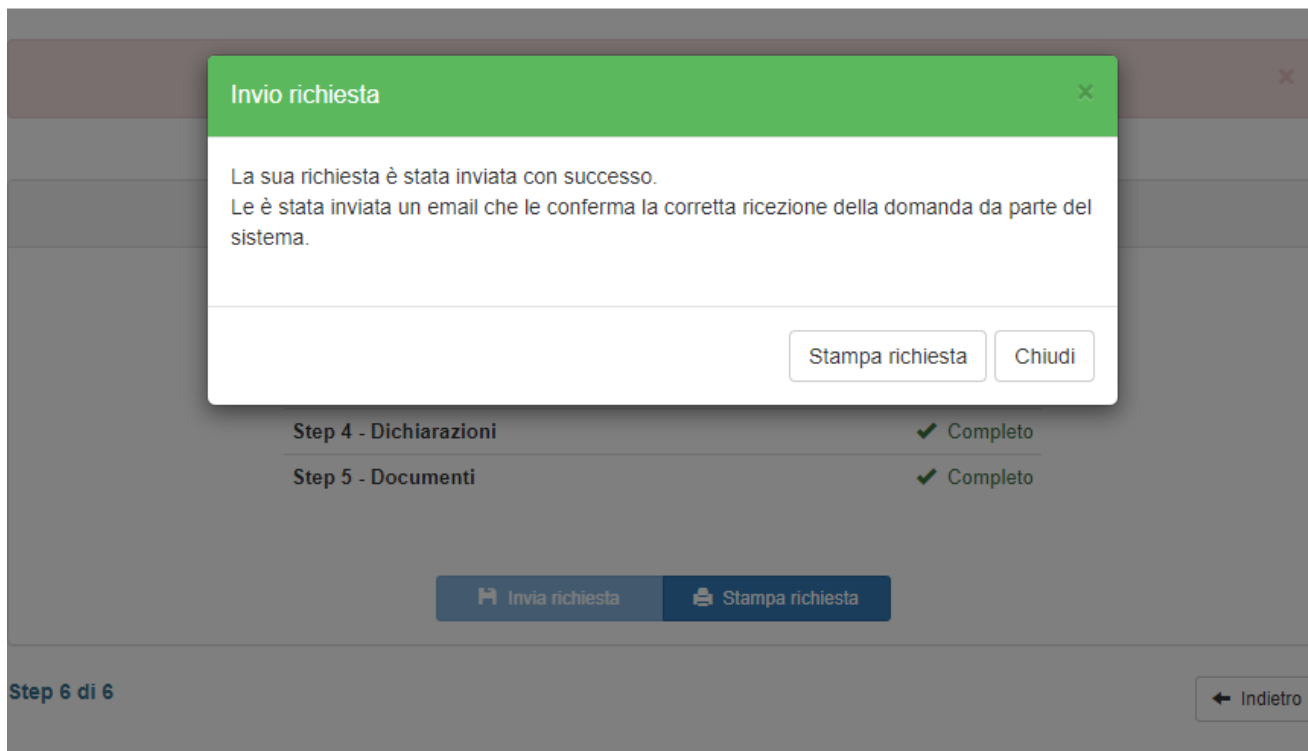 Invio richiesta
La sua richiesta è stata inviata con successo.
Le è stata inviata un email che le conferma la corretta ricezione della domanda da parte del
sistema.
Stampa richiesta Chiudi
Step 4 - Dichiarazioni Completo
Step 5 - Documenti Completo
Invia richiesta Stampa richiesta
Step 6 di 6
Indietro